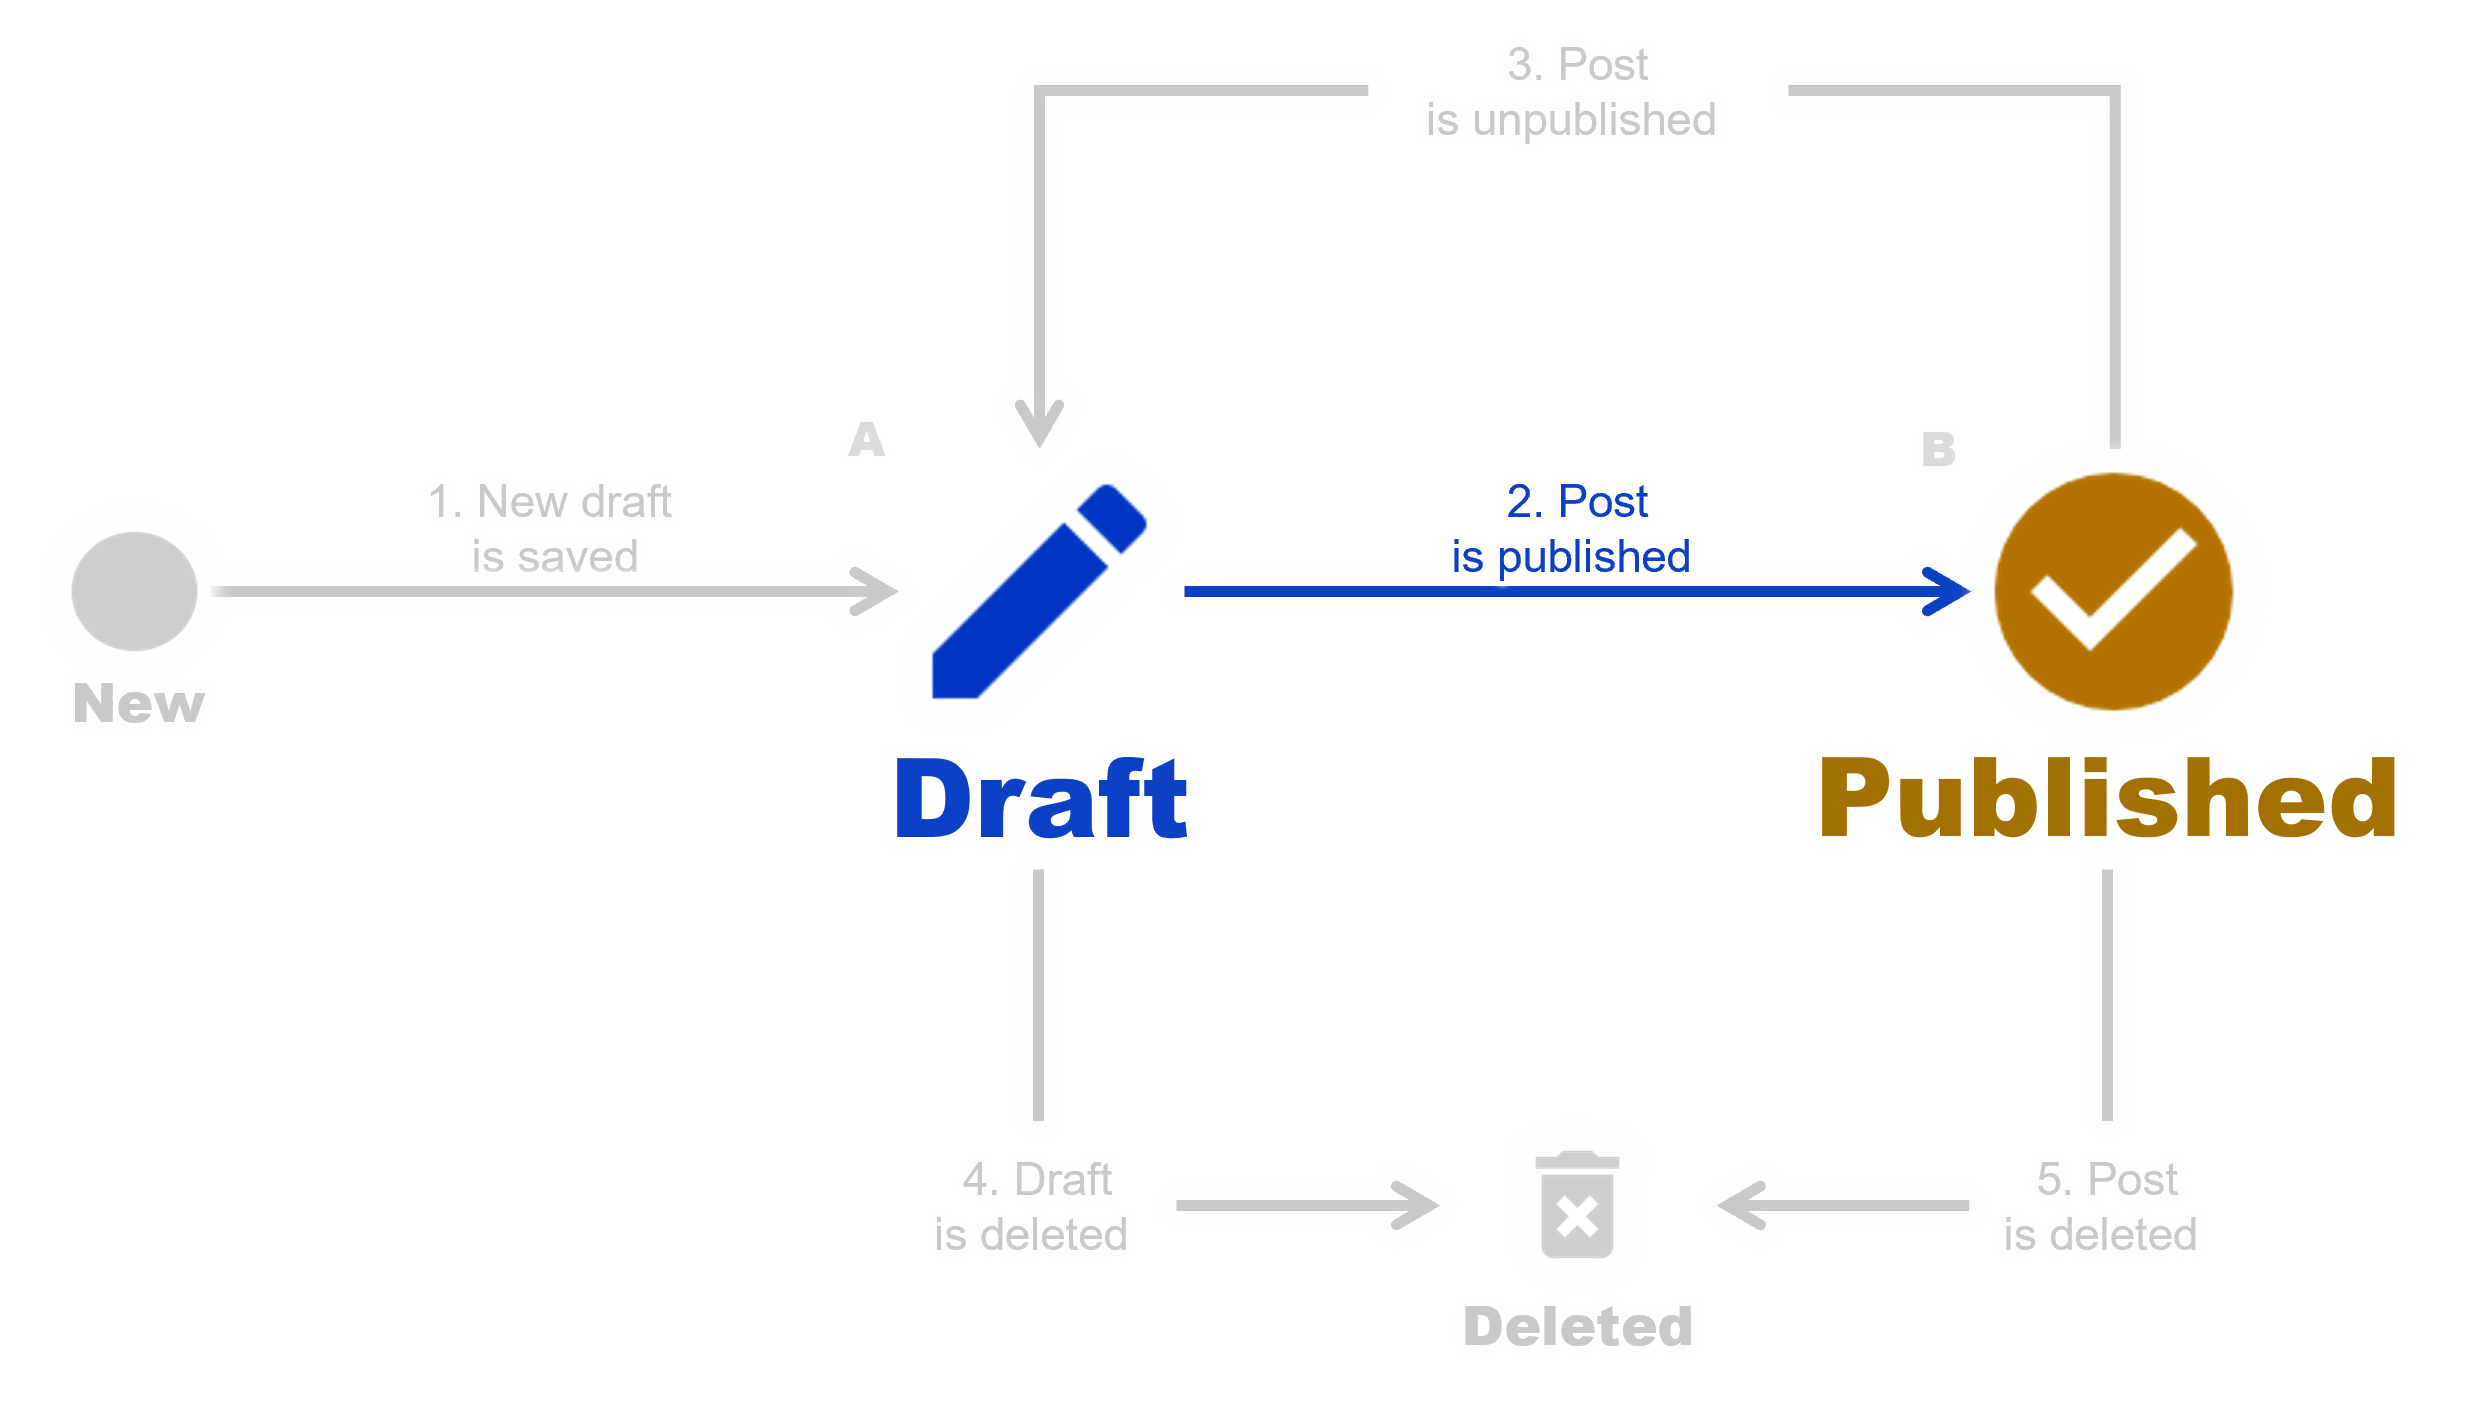 3. Post
is unpublished
A
B
1. New draft
is saved
2. Post
is published
New
Draft
Published
4. Draft
is deleted
5. Post
is deleted
Deleted